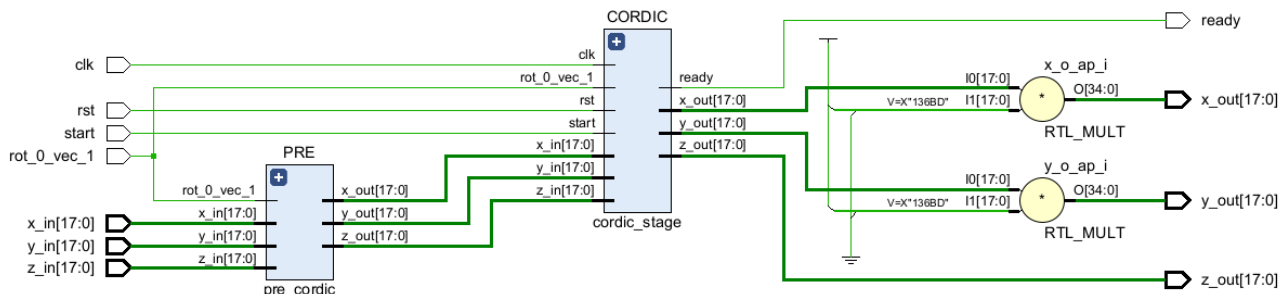 CORDIC
ready
clk
clk
rot_0_vec_1
ready
x_o_ap_i
rst
rst
x_out[17:0]
I0[17:0]
O[34:0]
x_out[17:0]
V=X"136BD"
I1[17:0]
*
start
start
y_out[17:0]
RTL_MULT
rot_0_vec_1
PRE
x_in[17:0]
z_out[17:0]
y_in[17:0]
y_o_ap_i
rot_0_vec_1
x_out[17:0]
z_in[17:0]
I0[17:0]
O[34:0]
x_in[17:0]
x_in[17:0]
y_out[17:0]
cordic_stage
V=X"136BD"
I1[17:0]
*
y_out[17:0]
y_in[17:0]
y_in[17:0]
z_out[17:0]
RTL_MULT
z_in[17:0]
z_in[17:0]
z_out[17:0]
pre_cordic